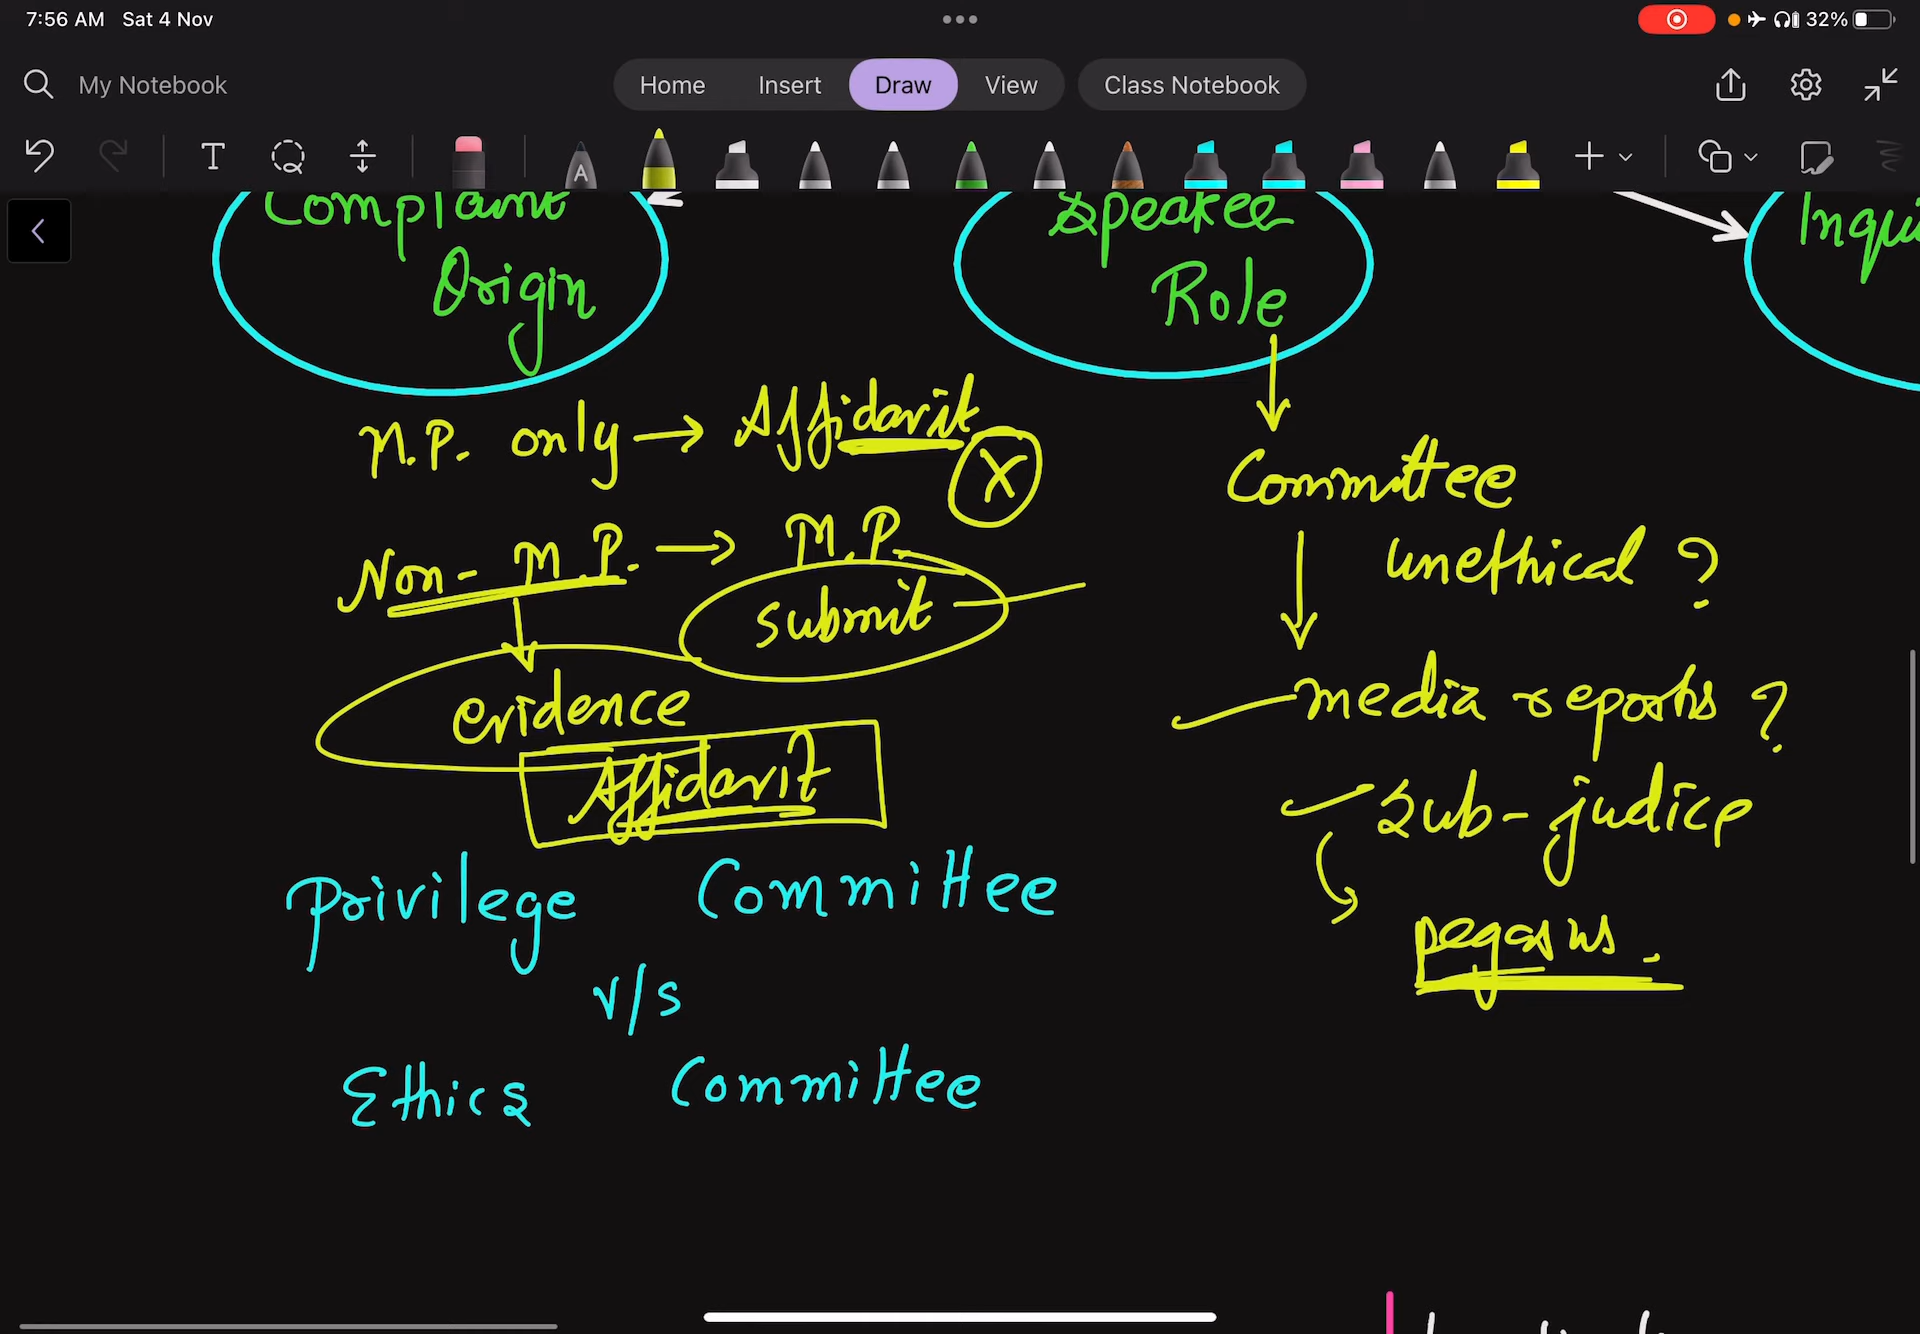 7:56 AM Sat 4 Nov
32%
My Notebook
Home Insert Draw View Class Notebook
T
A
Complaint
Origin
Speaker
Role
M.P. only → Affidavit
X
Non - M.P. → M.P.
submit
evidence
Affidavit
Committee
unethical ?
media reports ?
sub-judice
pegasus.
Privilege Committee
v/s
Ethics Committee